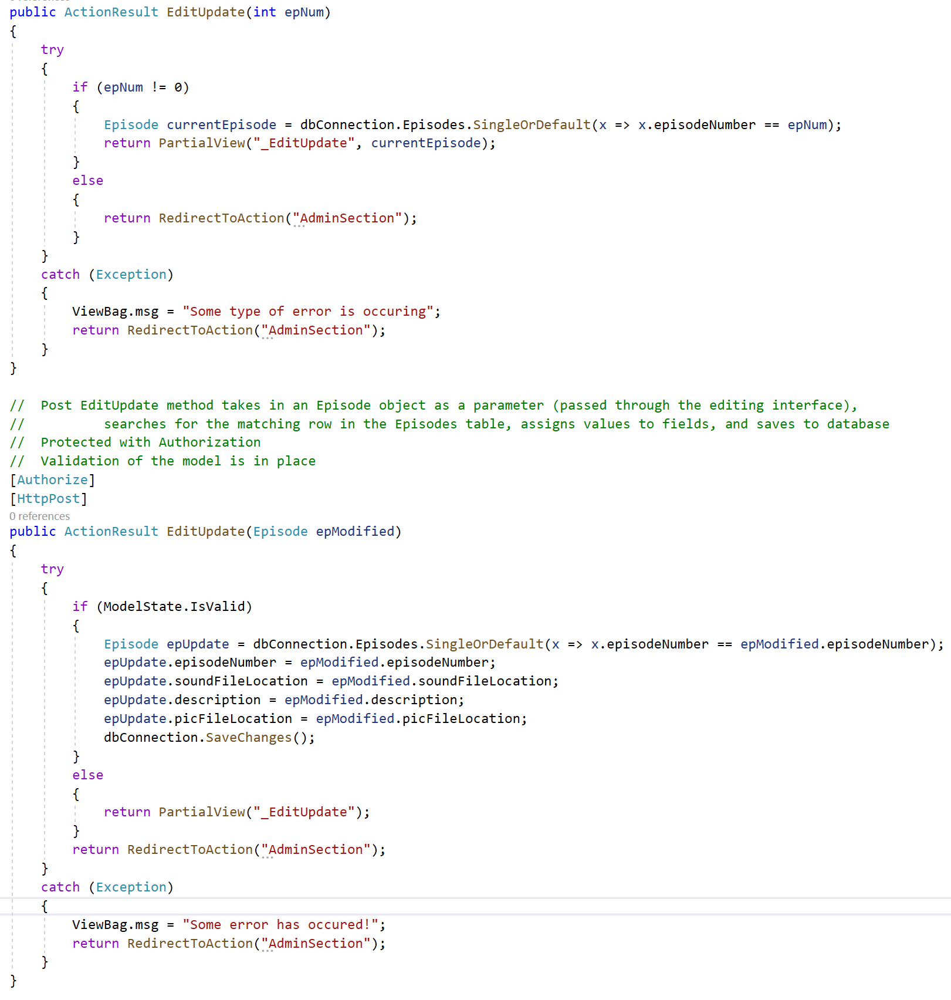 public ActionResult EditUpdate(int epNum)
{
    try
    {
        if (epNum != 0)
        {
            Episode currentEpisode = dbConnection.Episodes.SingleOrDefault(x => x.episodeNumber == epNum);
            return PartialView("_EditUpdate", currentEpisode);
        }
        else
        {
            return RedirectToAction("AdminSection");
        }
    }
    catch (Exception)
    {
        ViewBag.msg = "Some type of error is occuring";
        return RedirectToAction("AdminSection");
    }
}

//  Post EditUpdate method takes in an Episode object as a parameter (passed through the editing interface),
//          searches for the matching row in the Episodes table, assigns values to fields, and saves to database
//  Protected with Authorization
//  Validation of the model is in place
[Authorize]
[HttpPost]
0 references
public ActionResult EditUpdate(Episode epModified)
{
    try
    {
        if (ModelState.IsValid)
        {
            Episode epUpdate = dbConnection.Episodes.SingleOrDefault(x => x.episodeNumber == epModified.episodeNumber);
            epUpdate.episodeNumber = epModified.episodeNumber;
            epUpdate.soundFileLocation = epModified.soundFileLocation;
            epUpdate.description = epModified.description;
            epUpdate.picFileLocation = epModified.picFileLocation;
            dbConnection.SaveChanges();
        }
        else
        {
            return PartialView("_EditUpdate");
        }
        return RedirectToAction("AdminSection");
    }
    catch (Exception)
    {
        ViewBag.msg = "Some error has occured!";
        return RedirectToAction("AdminSection");
    }
}